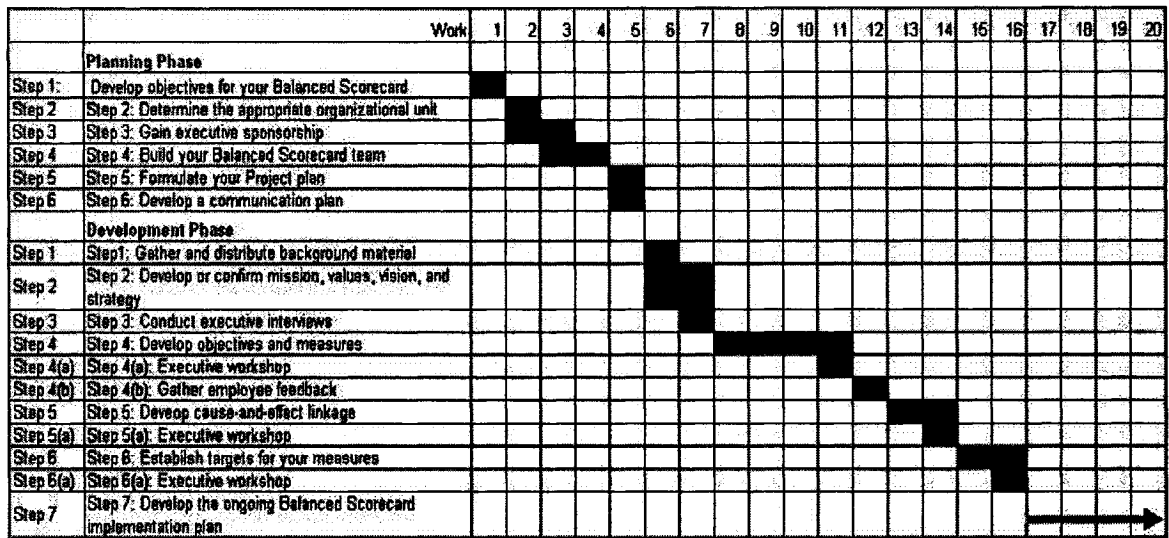 Work 1 2 3 4 5 6 7 8 9 10 11 12 13 14 15 16 17 18 19 20
Planning Phase
Step 1: Develop objectives for your Balanced Scorecard
Step 2 Step 2: Determine the appropriate organizational unit
Step 3 Step 3: Gain executive sponsorship
Step 4 Step 4: Build your Balanced Scorecard team
Step 5 Step 5: Formulate your Project plan
Step 6 Step 6: Develop a communication plan
Development Phase
Step 1 Step1: Gather and distribute background material
Step 2 Step 2: Develop or confirm mission, values, vision, and
strategy
Step 3 Step 3: Conduct executive interviews
Step 4 Step 4: Develop objectives and measures
Step 4(a) Step 4(a): Executive workshop
Step 4(b) Step 4(b): Gather employee feedback
Step 5 Step 5: Deveop cause-and-effect linkage
Step 5(a) Step 5(a): Executive workshop
Step 6 Step 6: Establish targets for your measures
Step 6(a) Step 6(a): Executive workshop
Step 7 Step 7: Develop the ongoing Balanced Scorecard
implementation plan